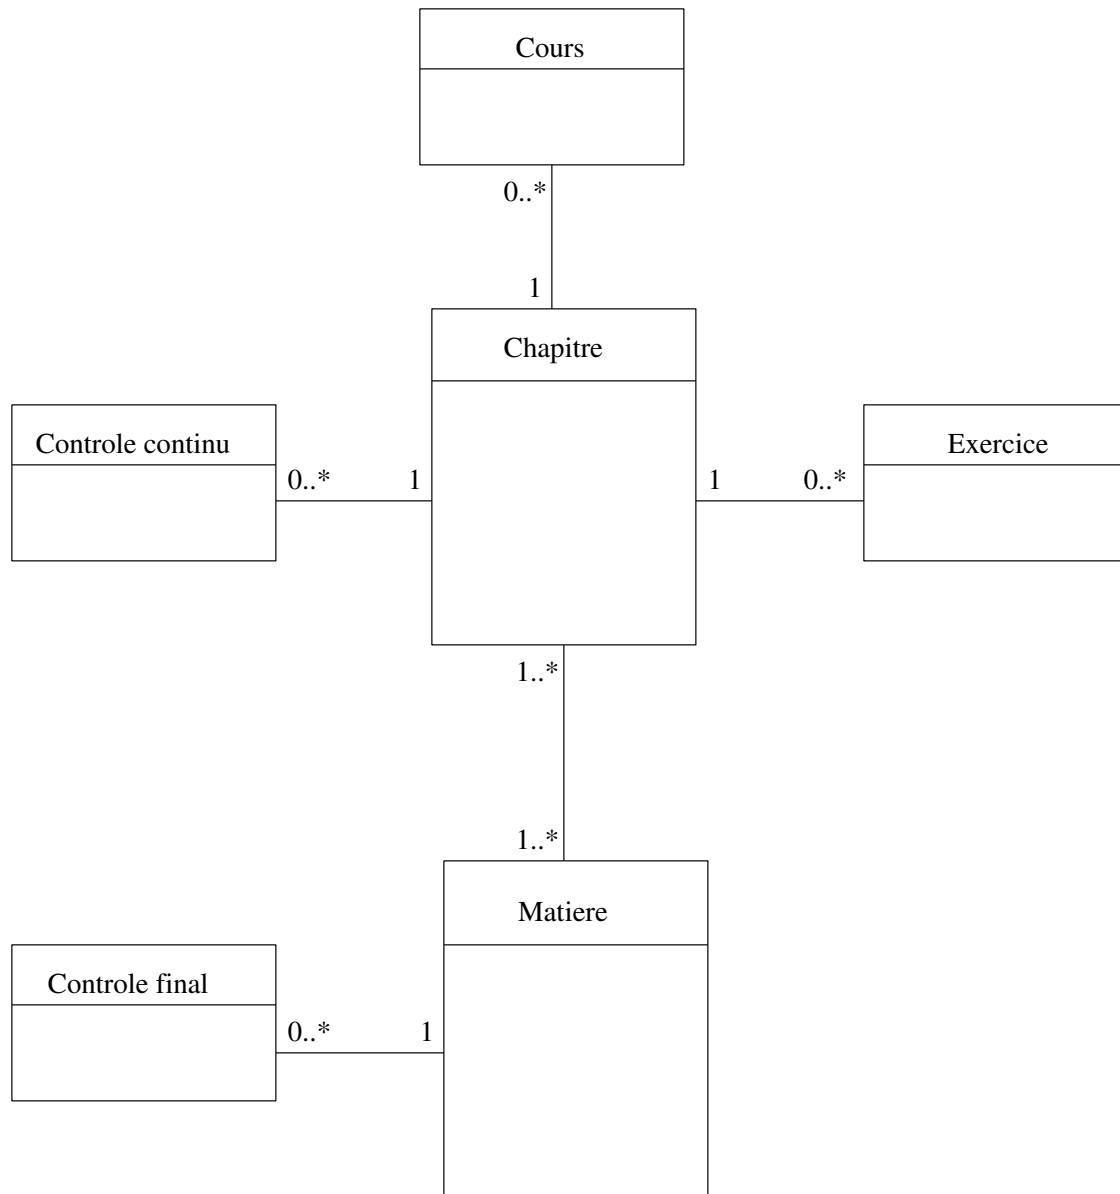 Cours
0..*
1
Chapitre
Controle continu
0..*
1
1
0..*
Exercice
1..*
1..*
Matiere
Controle final
0..*
1